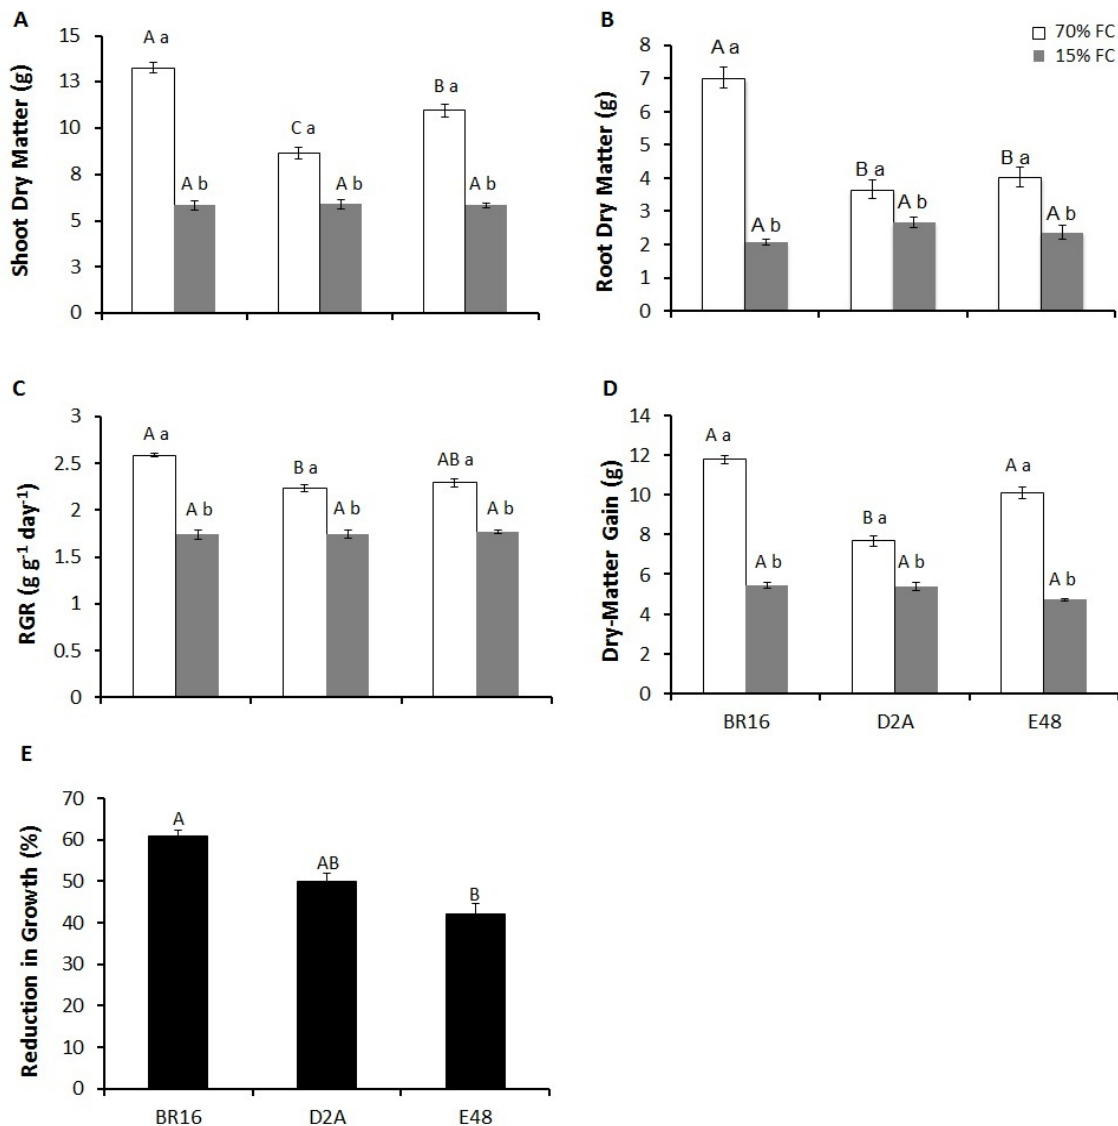 A
Shoot Dry Matter (g)
15
13
10
8
5
3
0
A a
A b
C a
A b
B a
A b
B
70% FC
15% FC
Root Dry Matter (g)
8
7
6
5
4
3
2
1
0
A a
A b
B a
A b
B a
A b
C
RGR (g g⁻¹ day⁻¹)
3
2.5
2
1.5
1
0.5
0
A a
A b
B a
A b
AB a
A b
D
Dry-Matter Gain (g)
14
12
10
8
6
4
2
0
A a
A b
B a
A b
A a
A b
BR16 D2A E48
E
Reduction in Growth (%)
70
60
50
40
30
20
10
0
A
AB
B
BR16 D2A E48